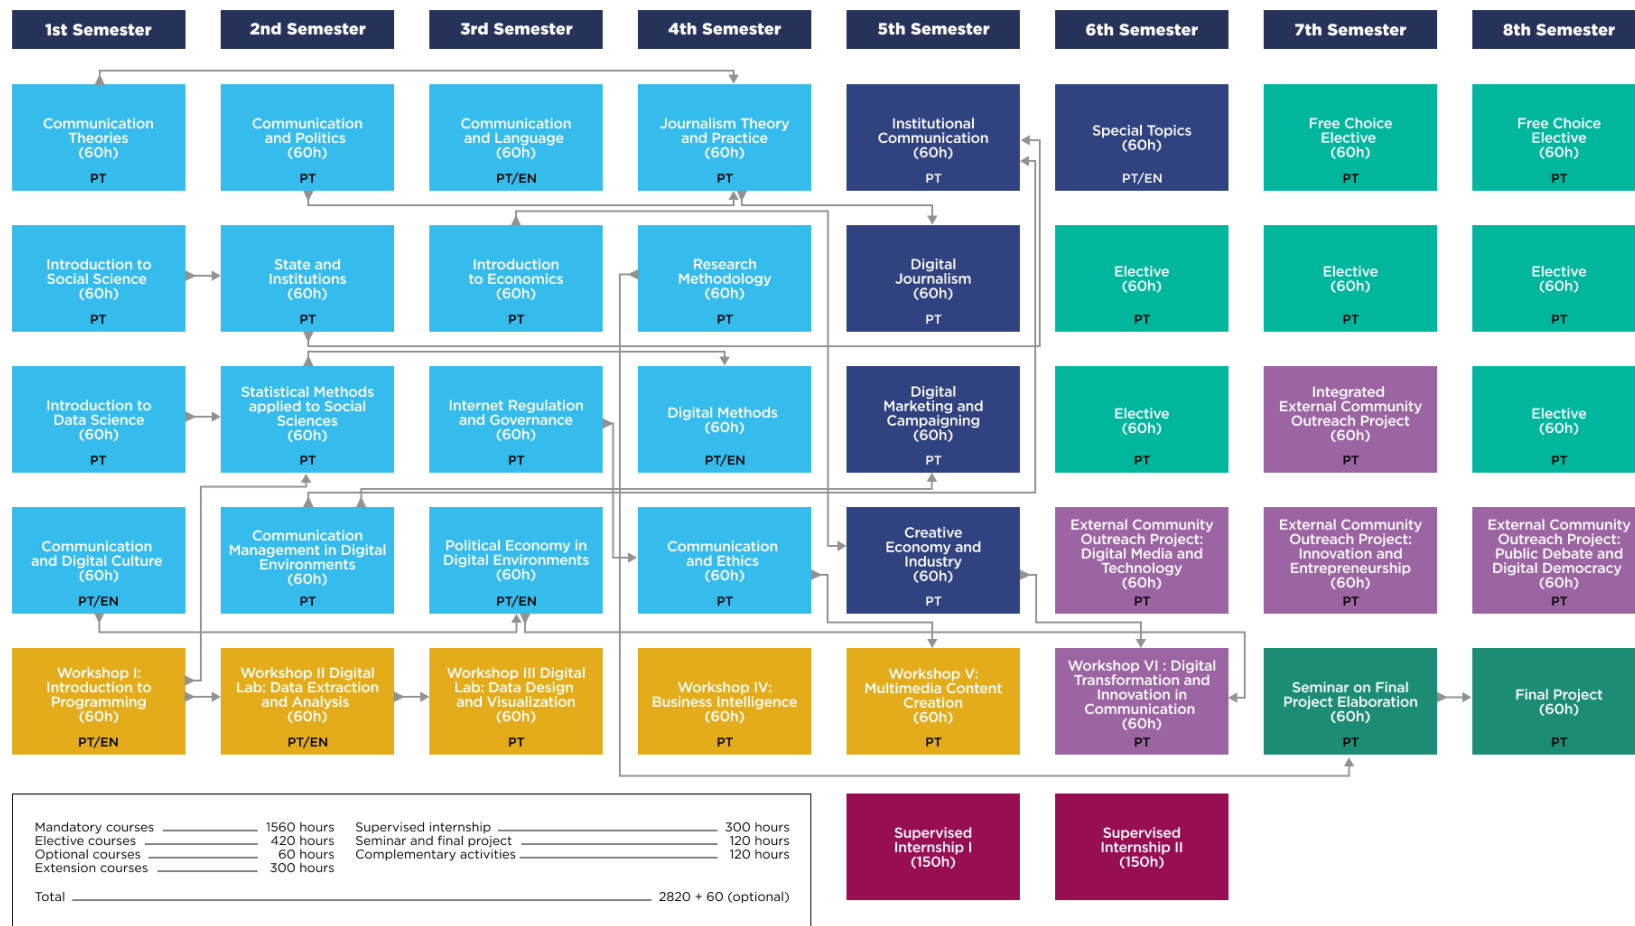 1st Semester
2nd Semester
3rd Semester
4th Semester
5th Semester
6th Semester
7th Semester
8th Semester
Communication
Theories
(60h)
PT
Communication
and Politics
(60h)
PT
Communication
and Language
(60h)
PT/EN
Journalism Theory
and Practice
(60h)
PT
Institutional
Communication
(60h)
PT
Special Topics
(60h)
PT/EN
Free Choice
Elective
(60h)
PT
Free Choice
Elective
(60h)
PT
Introduction to
Social Science
(60h)
PT
State and
Institutions
(60h)
PT
Introduction
to Economics
(60h)
PT
Research
Methodology
(60h)
PT
Digital
Journalism
(60h)
PT
Elective
(60h)
PT
Elective
(60h)
PT
Elective
(60h)
PT
Introduction to
Data Science
(60h)
PT
Statistical Methods
applied to Social
Sciences
(60h)
PT
Internet Regulation
and Governance
(60h)
PT
Digital Methods
(60h)
PT/EN
Digital
Marketing and
Campaigning
(60h)
PT
Elective
(60h)
PT
Integrated
External Community
Outreach Project
(60h)
PT
Elective
(60h)
PT
Communication
and Digital Culture
(60h)
PT/EN
Communication
Management in Digital
Environments
(60h)
PT
Political Economy in
Digital Environments
(60h)
PT/EN
Communication
and Ethics
(60h)
PT
Creative
Economy and
Industry
(60h)
PT
External Community
Outreach Project:
Digital Media and
Technology
(60h)
PT
External Community
Outreach Project:
Innovation and
Entrepreneurship
(60h)
PT
External Community
Outreach Project:
Public Debate and
Digital Democracy
(60h)
PT
Workshop I:
Introduction to
Programming
(60h)
PT/EN
Workshop II Digital
Lab: Data Extraction
and Analysis
(60h)
PT/EN
Workshop III Digital
Lab: Data Design
and Visualization
(60h)
PT
Workshop IV:
Business Intelligence
(60h)
PT
Workshop V:
Multimedia Content
Creation
(60h)
PT
Workshop VI : Digital
Transformation and
Innovation in
Communication
(60h)
PT
Seminar on Final
Project Elaboration
(60h)
PT
Final Project
(60h)
PT
Mandatory courses 1560 hours
Elective courses 420 hours
Optional courses 60 hours
Extension courses 300 hours
Supervised internship 300 hours
Seminar and final project 120 hours
Complementary activities 120 hours
Total 2820 + 60 (optional)
Supervised
Internship I
(150h)
Supervised
Internship II
(150h)